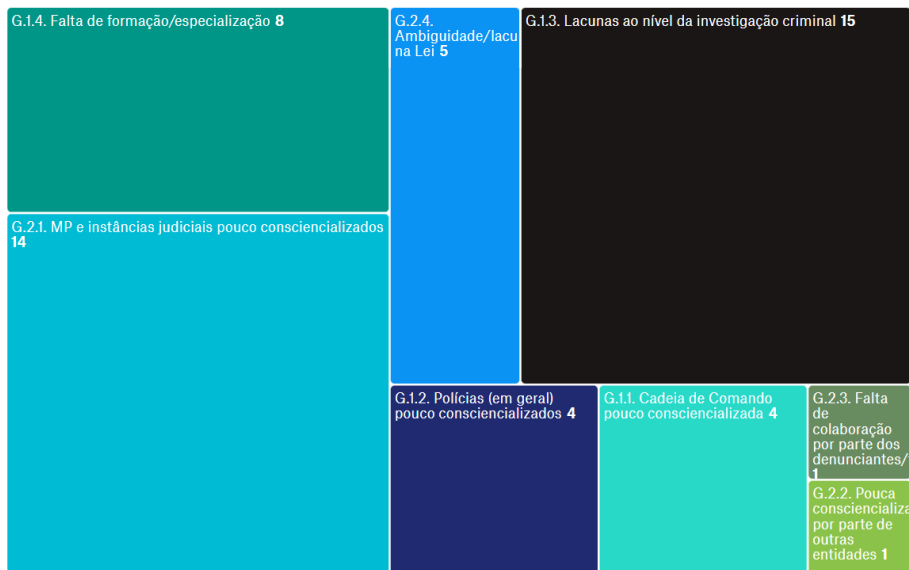 G.1.4. Falta de formação/especialização 8
G.2.1. MP e instâncias judiciais pouco consciencializados
14
G.2.4.
Ambiguidade/lacu
na Lei 5
G.1.3. Lacunas ao nível da investigação criminal 15
G.1.2. Polícias (em geral)
pouco consciencializados 4
G.1.1. Cadeia de Comando
pouco consciencializada 4
G.2.3. Falta
de
colaboração
por parte dos
denunciantes/
1
G.2.2. Pouca
consciencializa
por parte de
outras
entidades 1